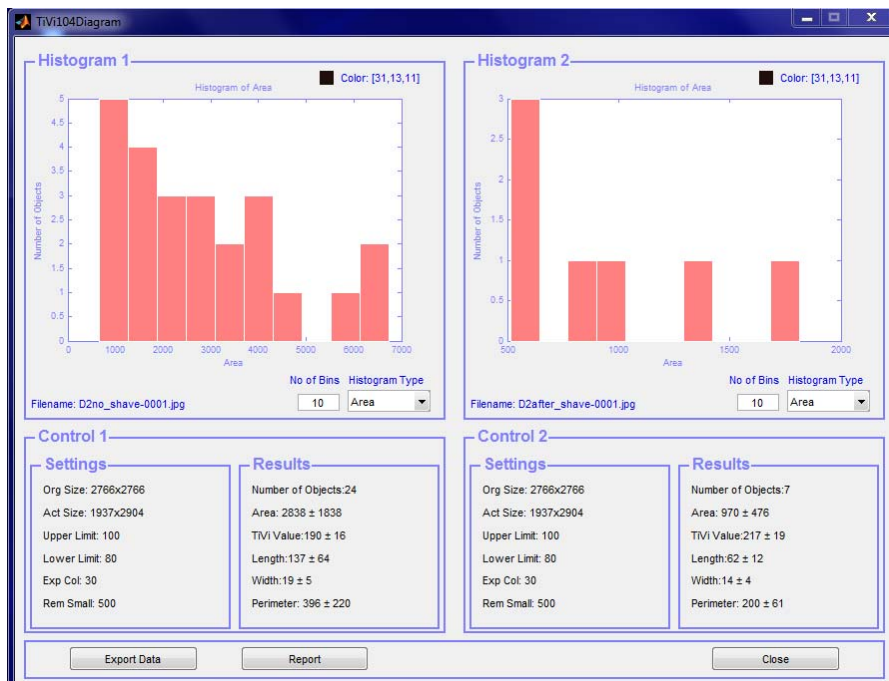 TiVi104Diagram
Histogram 1
Color: [31,13,11]
Histogram of Area
Number of Objects
5
4.5
4
3.5
3
2.5
2
1.5
1
0.5
0
0 1000 2000 3000 4000 5000 6000 7000
Area
No of Bins Histogram Type
Filename: D2no_shave-0001.jpg 10 Area
Histogram 2
Color: [31,13,11]
Histogram of Area
Number of Objects
3
2.5
2
1.5
1
0.5
0
500 1000 1500 2000
Area
No of Bins Histogram Type
Filename: D2after_shave-0001.jpg 10 Area
Control 1
Settings
Org Size: 2766x2766
Act Size: 1937x2904
Upper Limit: 100
Lower Limit: 80
Exp Col: 30
Rem Small: 500
Results
Number of Objects:24
Area: 2838 ± 1838
TiVi Value:190 ± 16
Length:137 ± 64
Width:19 ± 5
Perimeter: 396 ± 220
Control 2
Settings
Org Size: 2766x2766
Act Size: 1937x2904
Upper Limit: 100
Lower Limit: 80
Exp Col: 30
Rem Small: 500
Results
Number of Objects:7
Area: 970 ± 476
TiVi Value:217 ± 19
Length:62 ± 12
Width:14 ± 4
Perimeter: 200 ± 61
Export Data Report Close